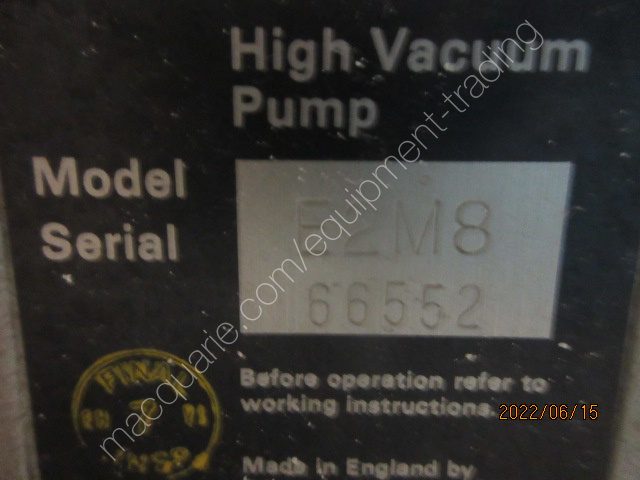 High Vacuum
Pump
Model E2M8
Serial 66552
FINAL
INSP
Before operation refer to
working instructions
Made in England by
macquarie.com/equipment-trading
2022/06/15